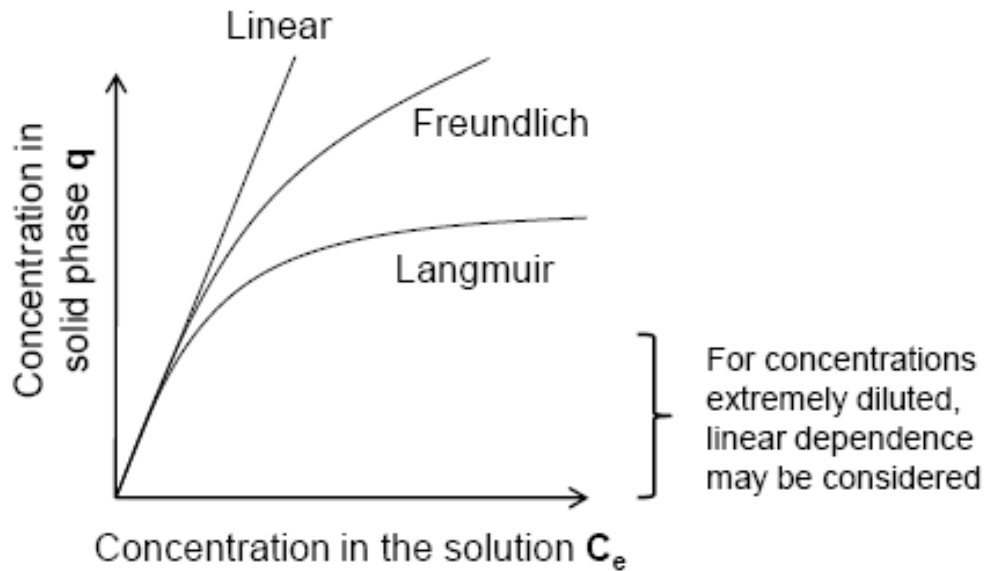 Linear
Freundlich
Langmuir
Concentration in
solid phase q
For concentrations
extremely diluted,
linear dependence
may be considered
Concentration in the solution Ce